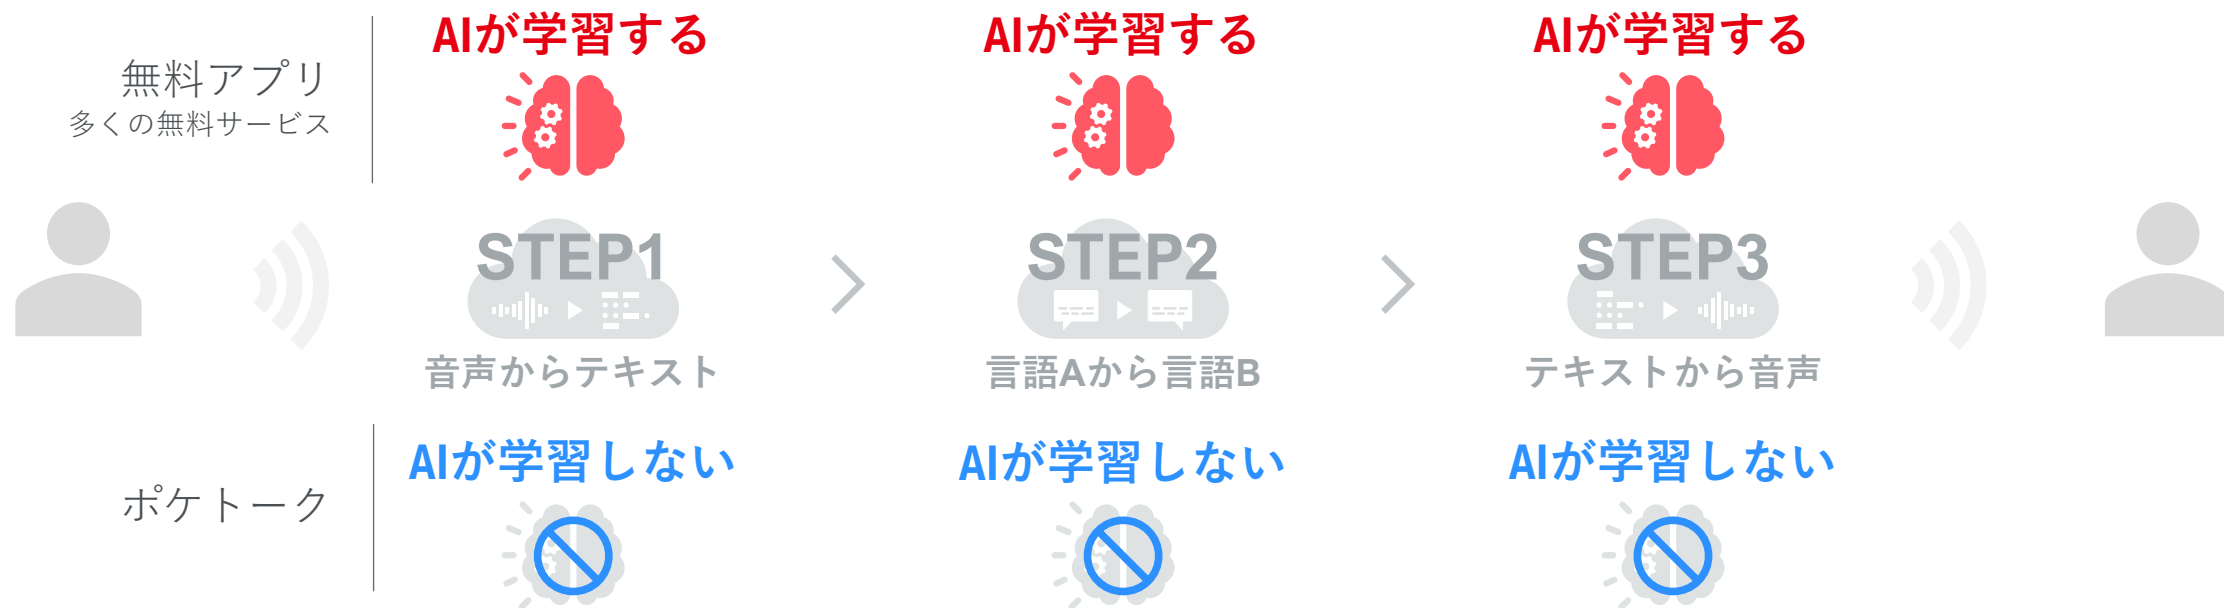 AIが学習する
AIが学習する
AIが学習する
無料アプリ
多くの無料サービス
STEP1
STEP2
STEP3
音声からテキスト
言語Aから言語B
テキストから音声
AIが学習しない
AIが学習しない
AIが学習しない
ポケトーク